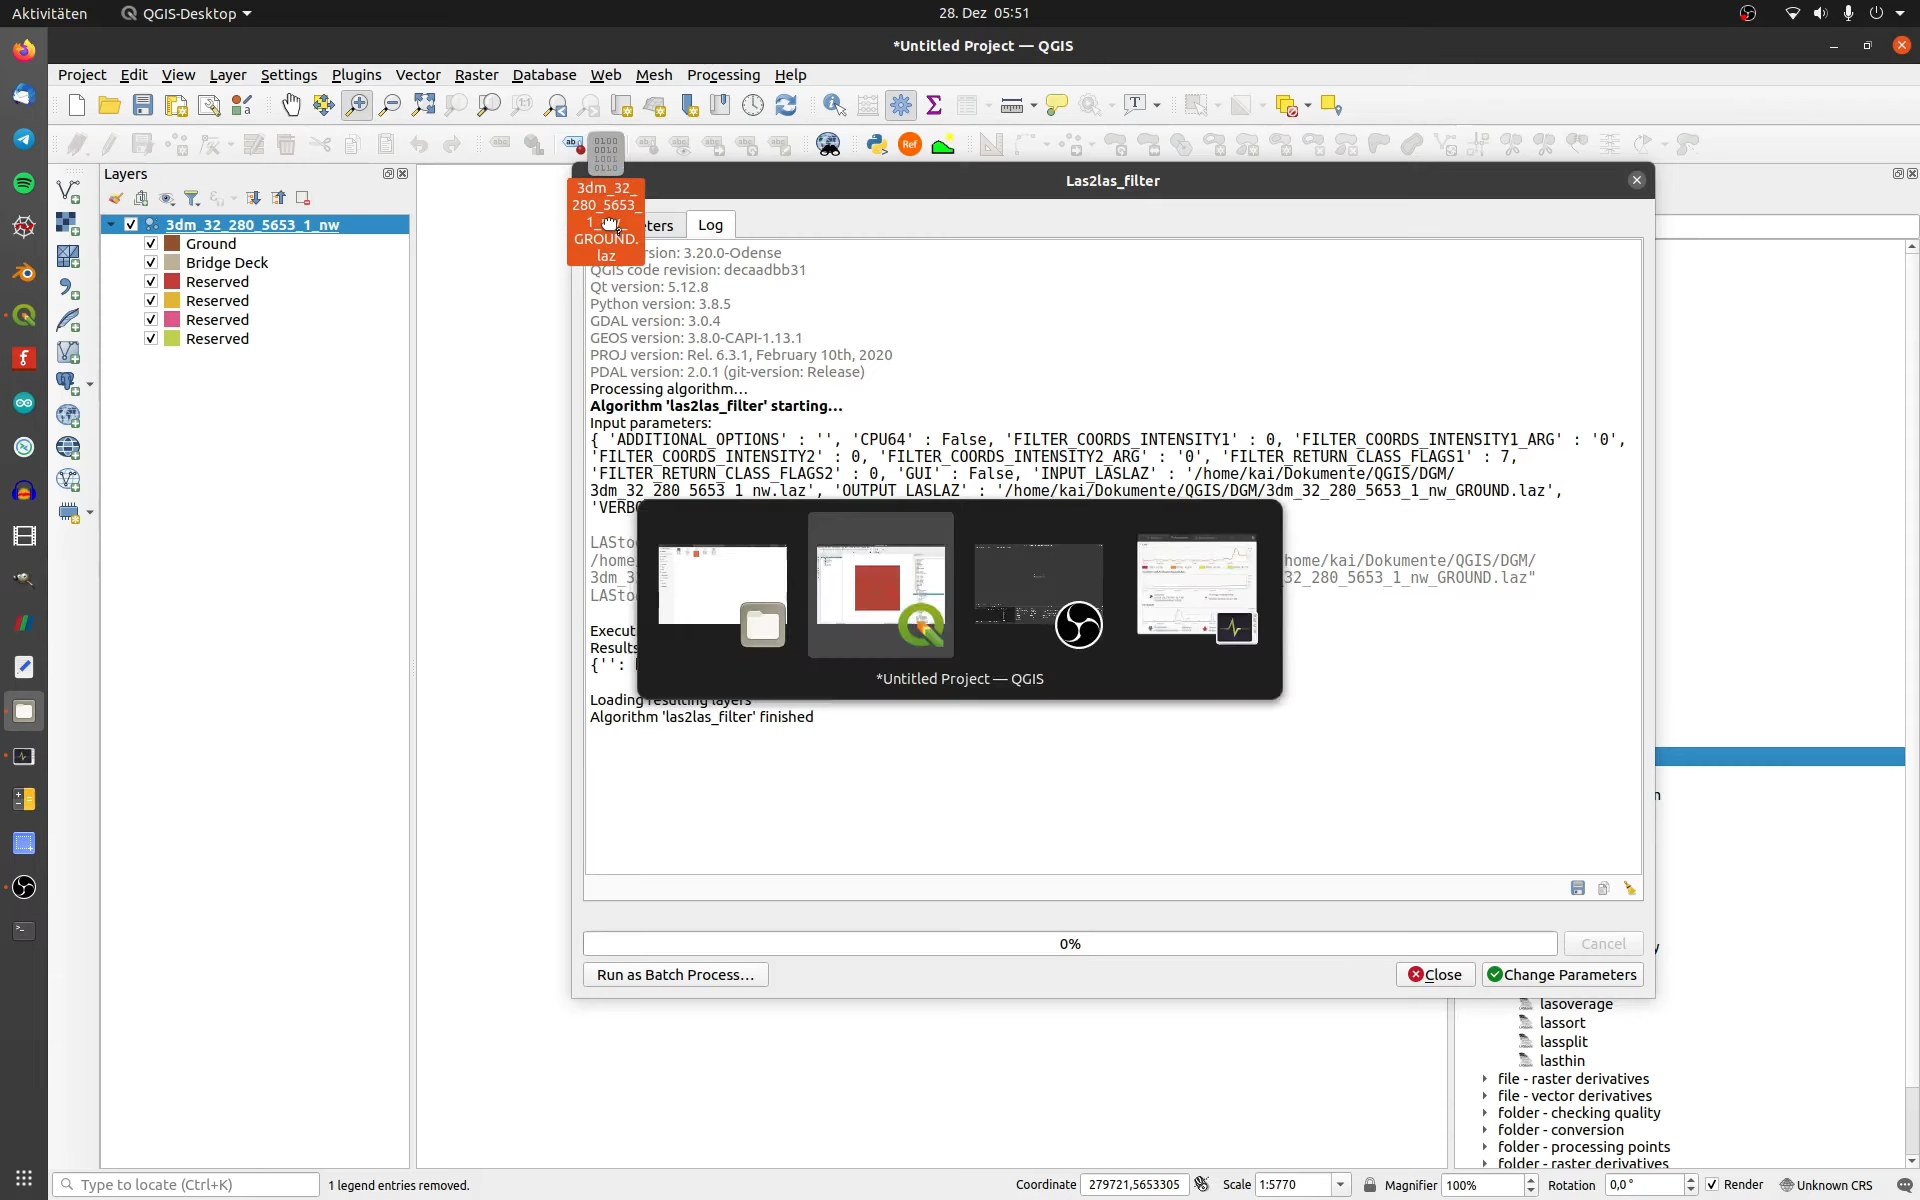 Aktivitäten
QGIS-Desktop
28. Dez 05:51
*Untitled Project — QGIS
Project Edit View Layer Settings Plugins Vector Raster Database Web Mesh Processing Help
Layers
3dm_32_280_5653_1_nw
Ground
Bridge Deck
Reserved
Reserved
Reserved
Reserved
3dm_32_
280_5653_
GROUND.
laz
Las2las_filter
Log
QGIS code revision: decaadbb31
Qt version: 5.12.8
Python version: 3.8.5
GDAL version: 3.0.4
GEOS version: 3.8.0-CAPI-1.13.1
PROJ version: Rel. 6.3.1, February 10th, 2020
PDAL version: 2.0.1 (git-version: Release)
Processing algorithm…
Algorithm 'las2las_filter' starting…
Input parameters:
{ 'ADDITIONAL_OPTIONS' : '', 'CPU64' : False, 'FILTER_COORDS_INTENSITY1' : 0, 'FILTER_COORDS_INTENSITY1_ARG' : '0',
'FILTER_COORDS_INTENSITY2' : 0, 'FILTER_COORDS_INTENSITY2_ARG' : '0', 'FILTER_RETURN_CLASS_FLAGS1' : 7,
'FILTER_RETURN_CLASS_FLAGS2' : 0, 'GUI' : False, 'INPUT_LASLAZ' : '/home/kai/Dokumente/QGIS/DGM/
3dm_32_280_5653_1_nw.laz', 'OUTPUT_LASLAZ' : '/home/kai/Dokumente/QGIS/DGM/3dm_32_280_5653_1_nw_GROUND.laz',
home/kai/Dokumente/QGIS/DGM/
32_280_5653_1_nw_GROUND.laz"
Results
*Untitled Project — QGIS
Loading resulting layers
Algorithm 'las2las_filter' finished
0%
Cancel
Run as Batch Process…
Close
Change Parameters
lasoverage
lassort
lassplit
lasthin
file - raster derivatives
file - vector derivatives
folder - checking quality
folder - conversion
folder - processing points
folder - raster derivatives
Type to locate (Ctrl+K)
1 legend entries removed.
Coordinate 279721,5653305
Scale 1:5770
Magnifier 100%
Rotation 0,0 °
Render
Unknown CRS